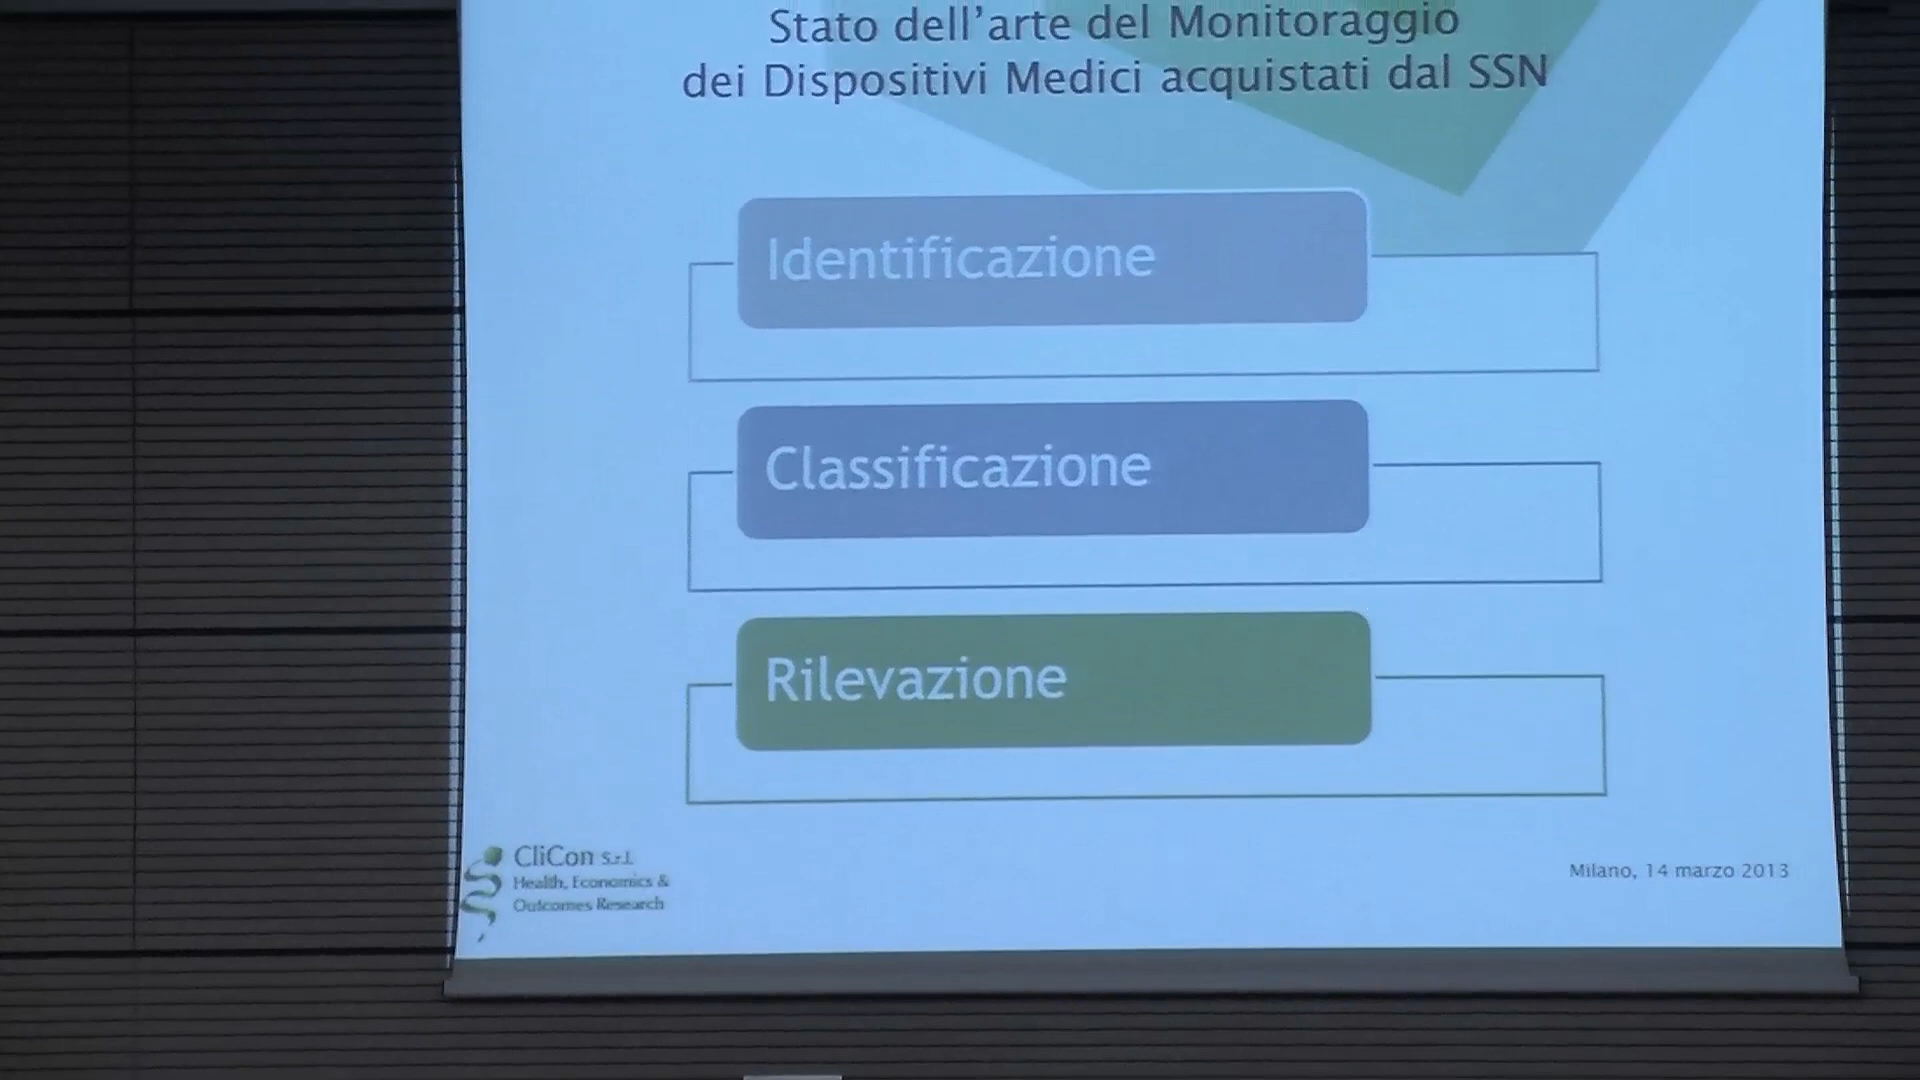 Stato dell'arte del Monitoraggio
dei Dispositivi Medici acquistati dal SSN
Identificazione
Classificazione
Rilevazione
CliCon S.r.l.
Health, Economics &
Outcomes Research
Milano, 14 marzo 2013